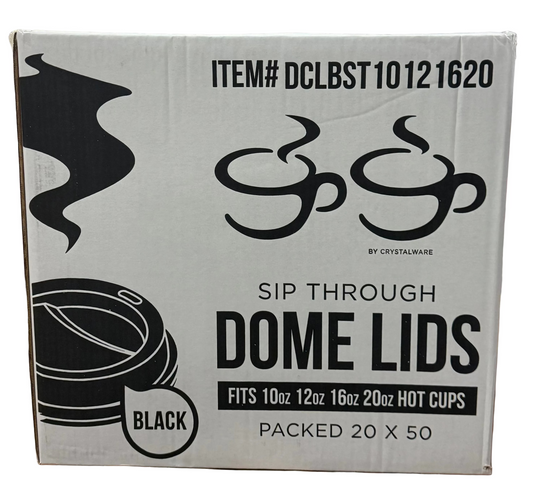 ITEM# DCLBST10121620
BY CRYSTALWARE
SIP THROUGH
DOME LIDS
FITS 10oz 12oz 16oz 20oz HOT CUPS
BLACK
PACKED 20 X 50